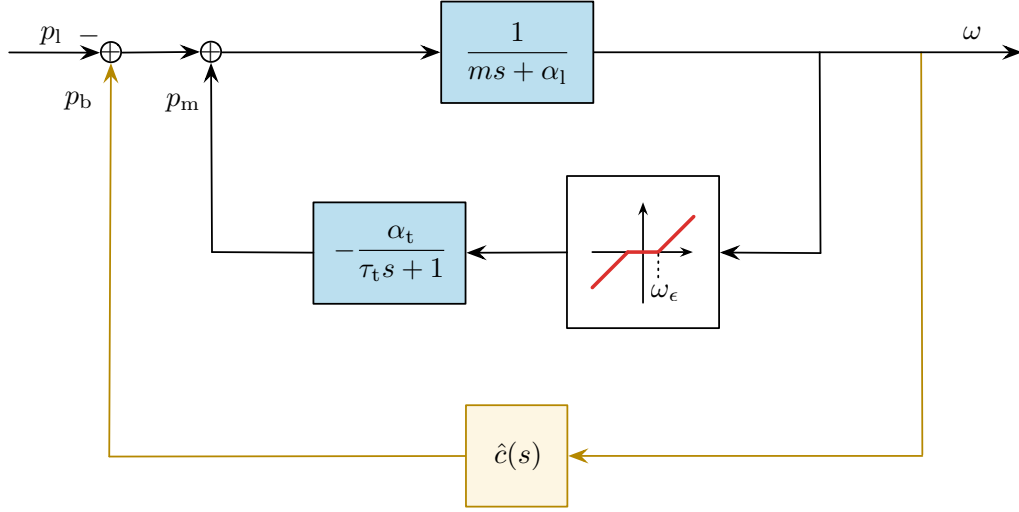 p_l −
1
ms + α_l
ω
p_b
p_m
− α_t
τ_t s + 1
ω_ϵ
ĉ(s)